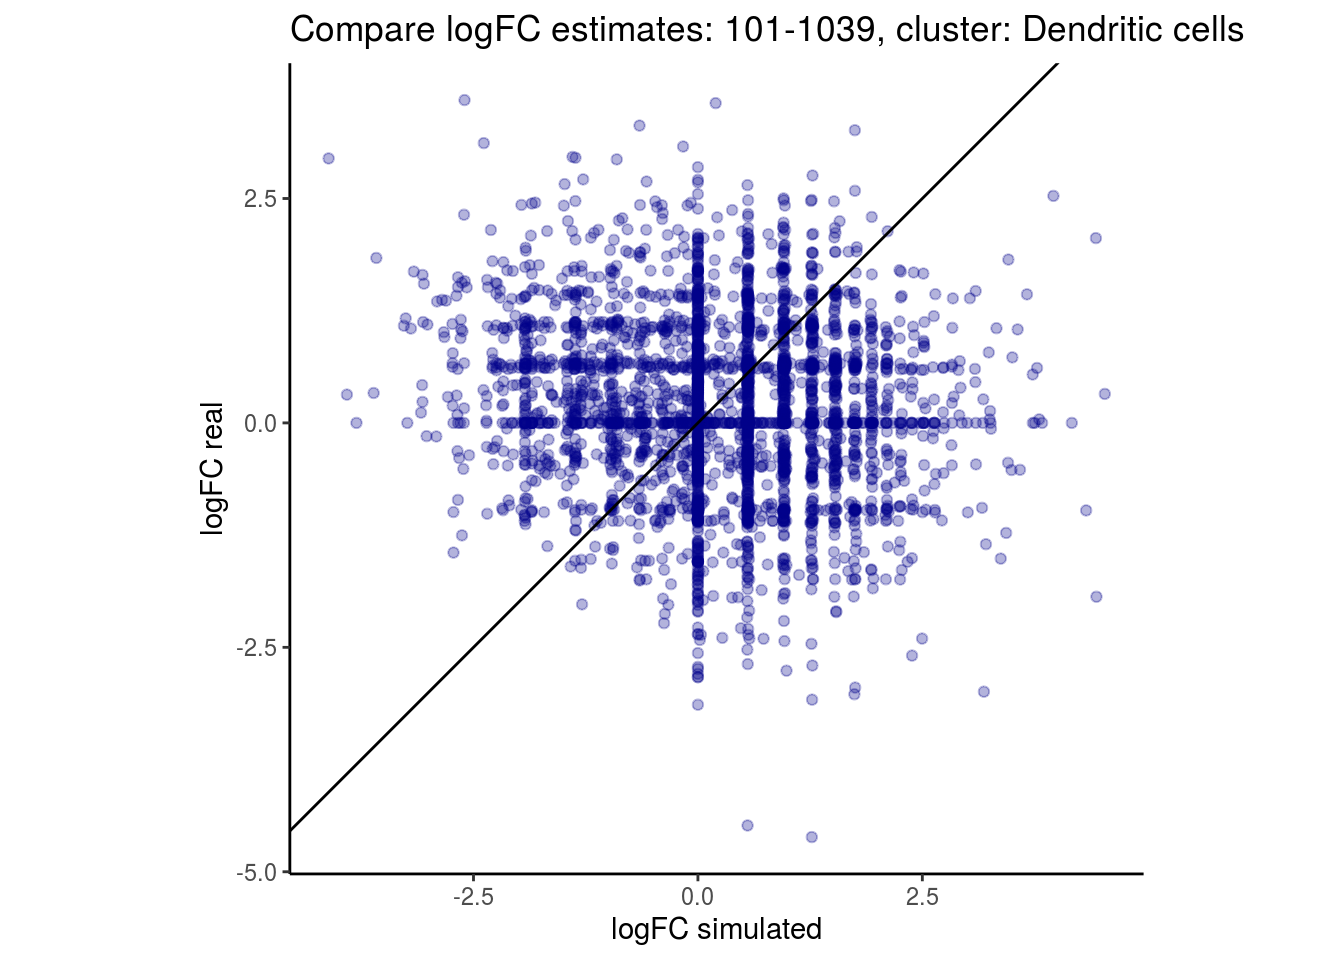 Compare logFC estimates: 101-1039, cluster: Dendritic cells
2.5
0.0
-2.5
-5.0
logFC real
-2.5
0.0
2.5
logFC simulated